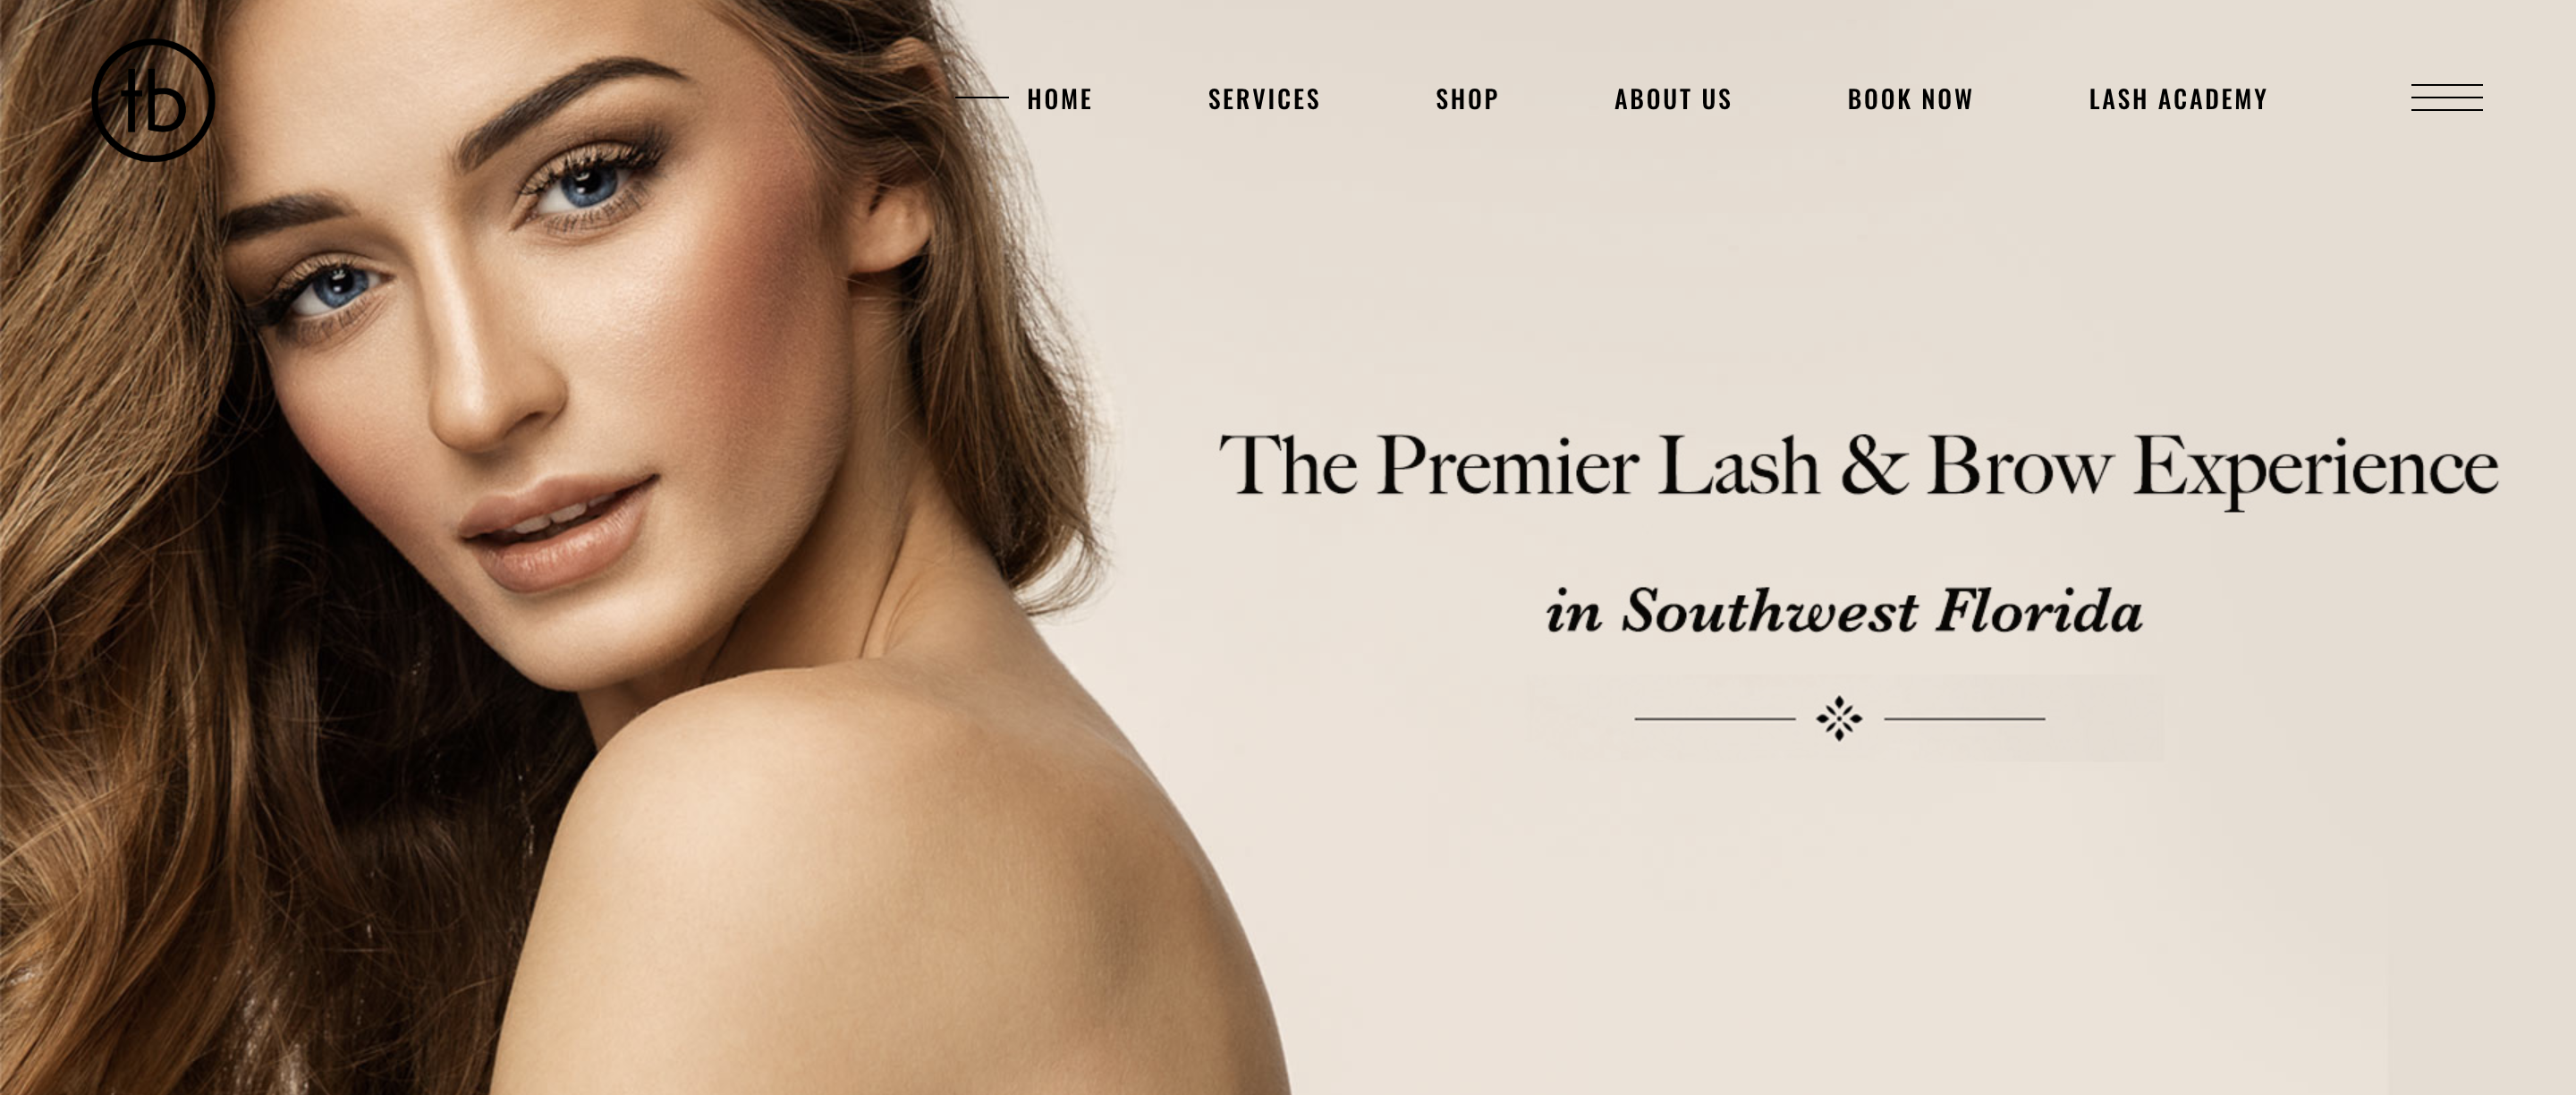 tb
HOME SERVICES SHOP ABOUT US BOOK NOW LASH ACADEMY
The Premier Lash & Brow Experience
in Southwest Florida